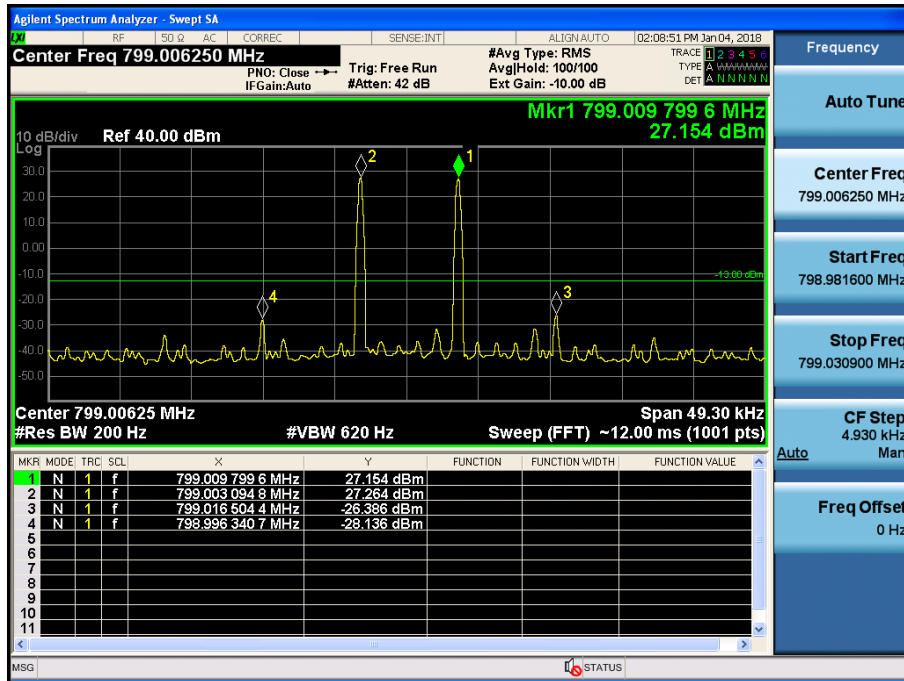 Agilent Spectrum Analyzer - Swept SA
LXI RF 50 Ω AC CORREC SENSE:INT ALIGN AUTO 02:08:51 PM Jan 04, 2018
Center Freq 799.006250 MHz
PNO: Close
IFGain:Auto
Trig: Free Run
#Atten: 42 dB
#Avg Type: RMS
Avg|Hold: 100/100
Ext Gain: -10.00 dB
TRACE 1 2 3 4 5 6
TYPE A WWWWW
DET A N N N N N
Frequency
Auto Tune
Center Freq
799.006250 MHz
Start Freq
798.981600 MHz
Stop Freq
799.030900 MHz
CF Step
4.930 kHz
Auto Man
Freq Offset
0 Hz
Mkr1 799.009 799 6 MHz
27.154 dBm
10 dB/div Ref 40.00 dBm
Log
30.0
20.0
10.0
0.00
-10.0
-20.0
-30.0
-40.0
-50.0
2
1
-13.00 dBm
4
3
Center 799.00625 MHz Span 49.30 kHz
#Res BW 200 Hz #VBW 620 Hz Sweep (FFT) ~12.00 ms (1001 pts)
MKR MODE TRC SCL X Y FUNCTION FUNCTION WIDTH FUNCTION VALUE
1 N 1 f 799.009 799 6 MHz 27.154 dBm
2 N 1 f 799.003 094 8 MHz 27.264 dBm
3 N 1 f 799.016 504 4 MHz -26.386 dBm
4 N 1 f 798.996 340 7 MHz -28.136 dBm
5
6
7
8
9
10
11
MSG STATUS